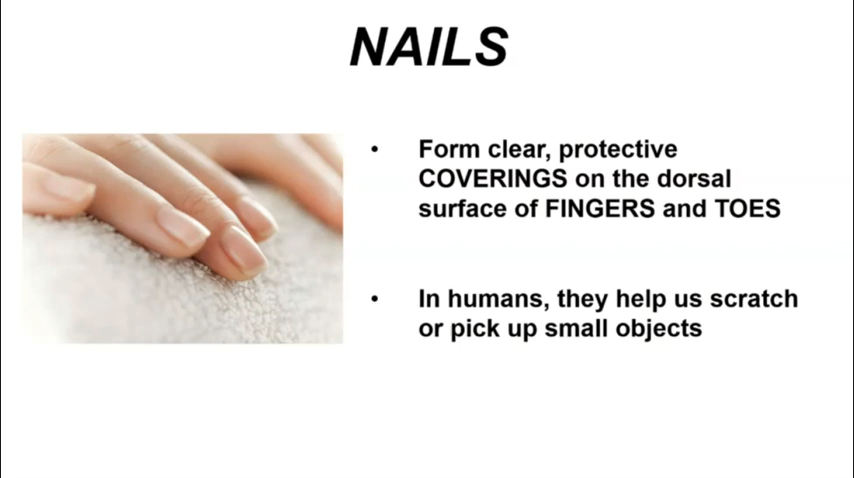 NAILS
• Form clear, protective
COVERINGS on the dorsal
surface of FINGERS and TOES
• In humans, they help us scratch
or pick up small objects